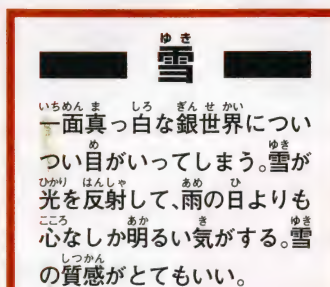 雪
一面真っ白な銀世界につい
つい目がいってしまう。雪が
光を反射して、雨の日よりも
心なしか明るい気がする。雪
の質感がとてもいい。